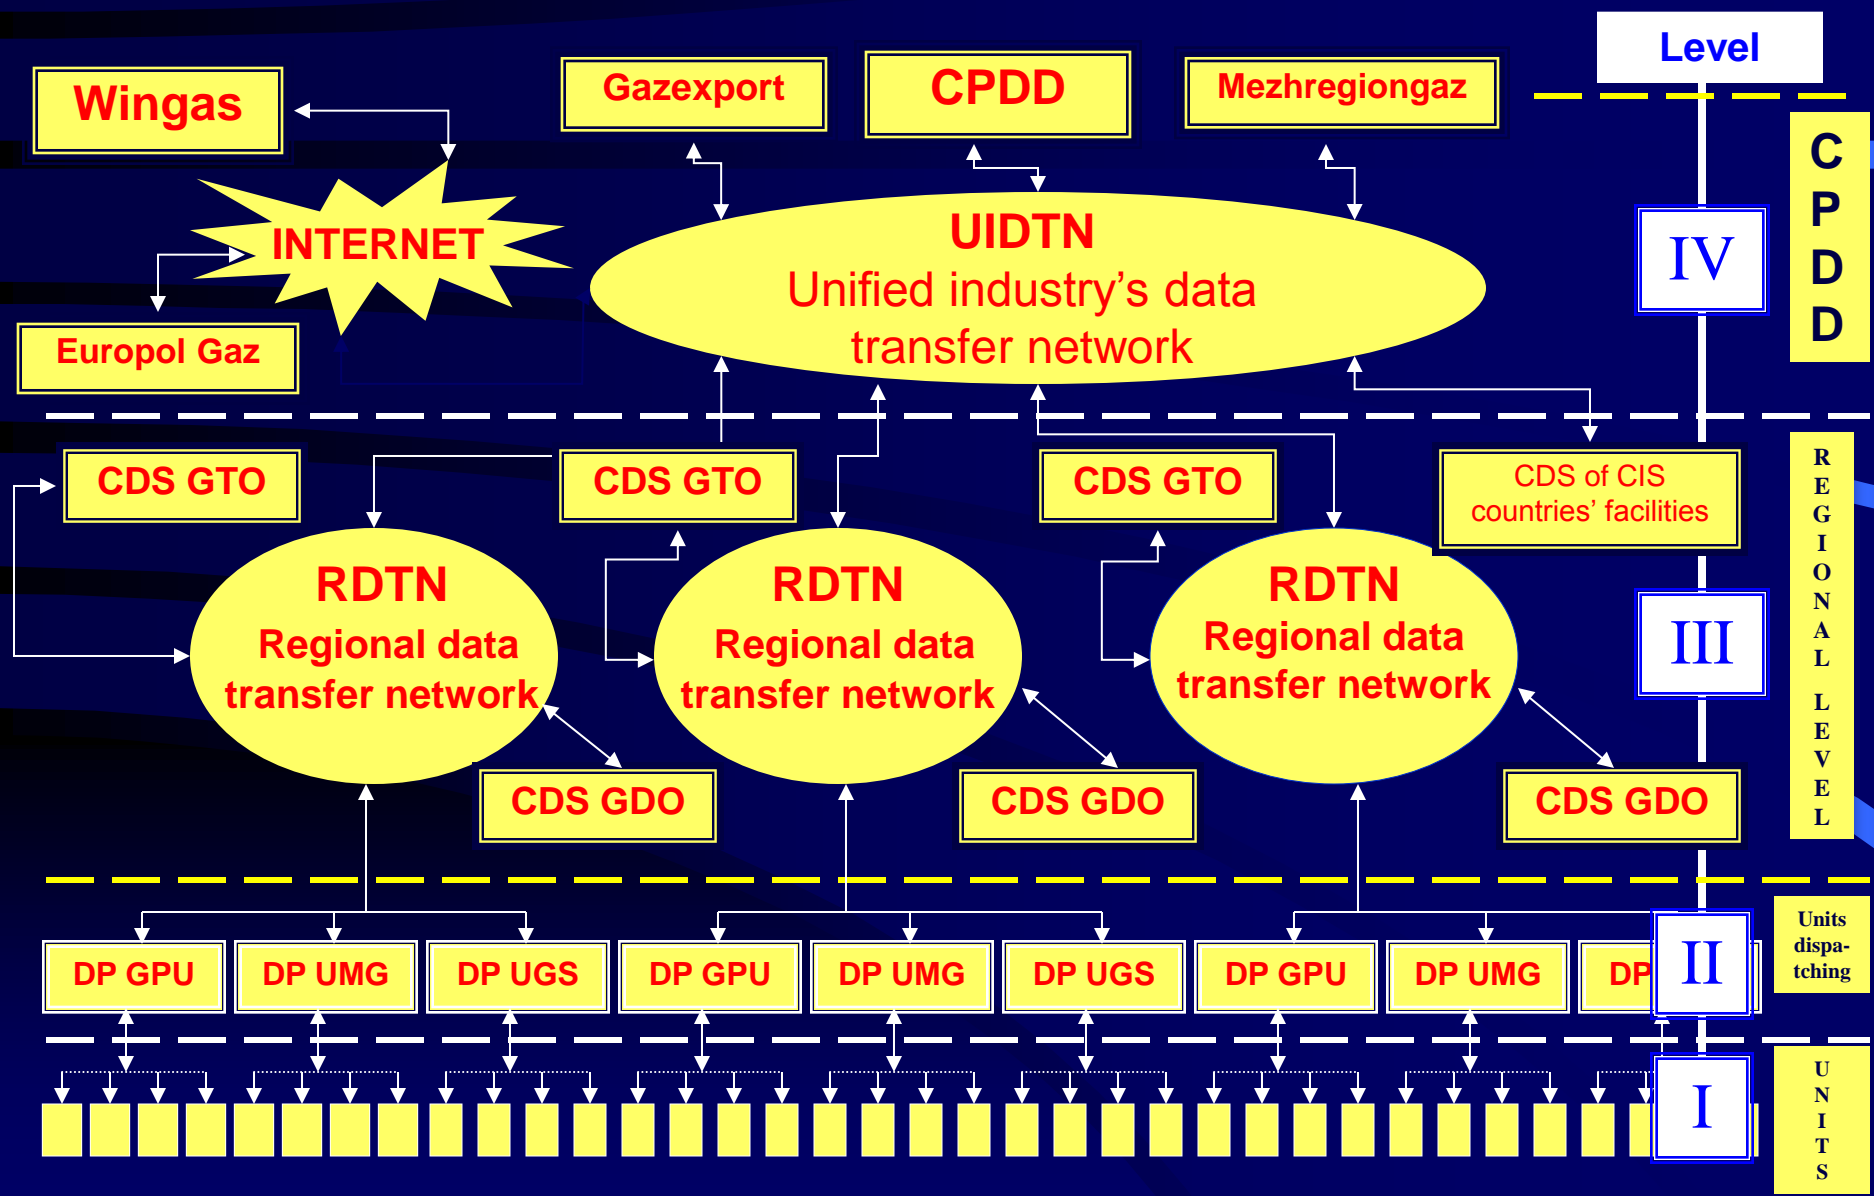 Level
Wingas
Gazexport
CPDD
Mezhregiongaz
C
P
D
D
INTERNET
UIDTN
Unified industry’s data
transfer network
IV
Europol Gaz
CDS GTO
CDS GTO
CDS GTO
CDS of CIS
countries’ facilities
R
E
G
I
O
N
A
L
L
E
V
E
L
RDTN
Regional data
transfer network
RDTN
Regional data
transfer network
RDTN
Regional data
transfer network
III
CDS GDO
CDS GDO
CDS GDO
DP GPU
DP UMG
DP UGS
DP GPU
DP UMG
DP UGS
DP GPU
DP UMG
DP
II
Units
dispa-
tching
I
U
N
I
T
S